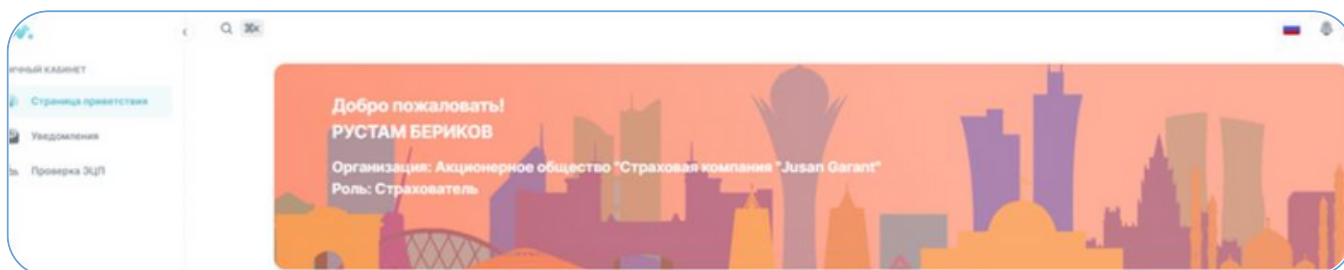 ИЧНЫЙ КАБИНЕТ
Страница приветствия
Уведомления
Проверка ЭЦП
Добро пожаловать!
РУСТАМ БЕРИКОВ
Организация: Акционерное общество "Страховая компания "Jusan Garant"
Роль: Страхователь